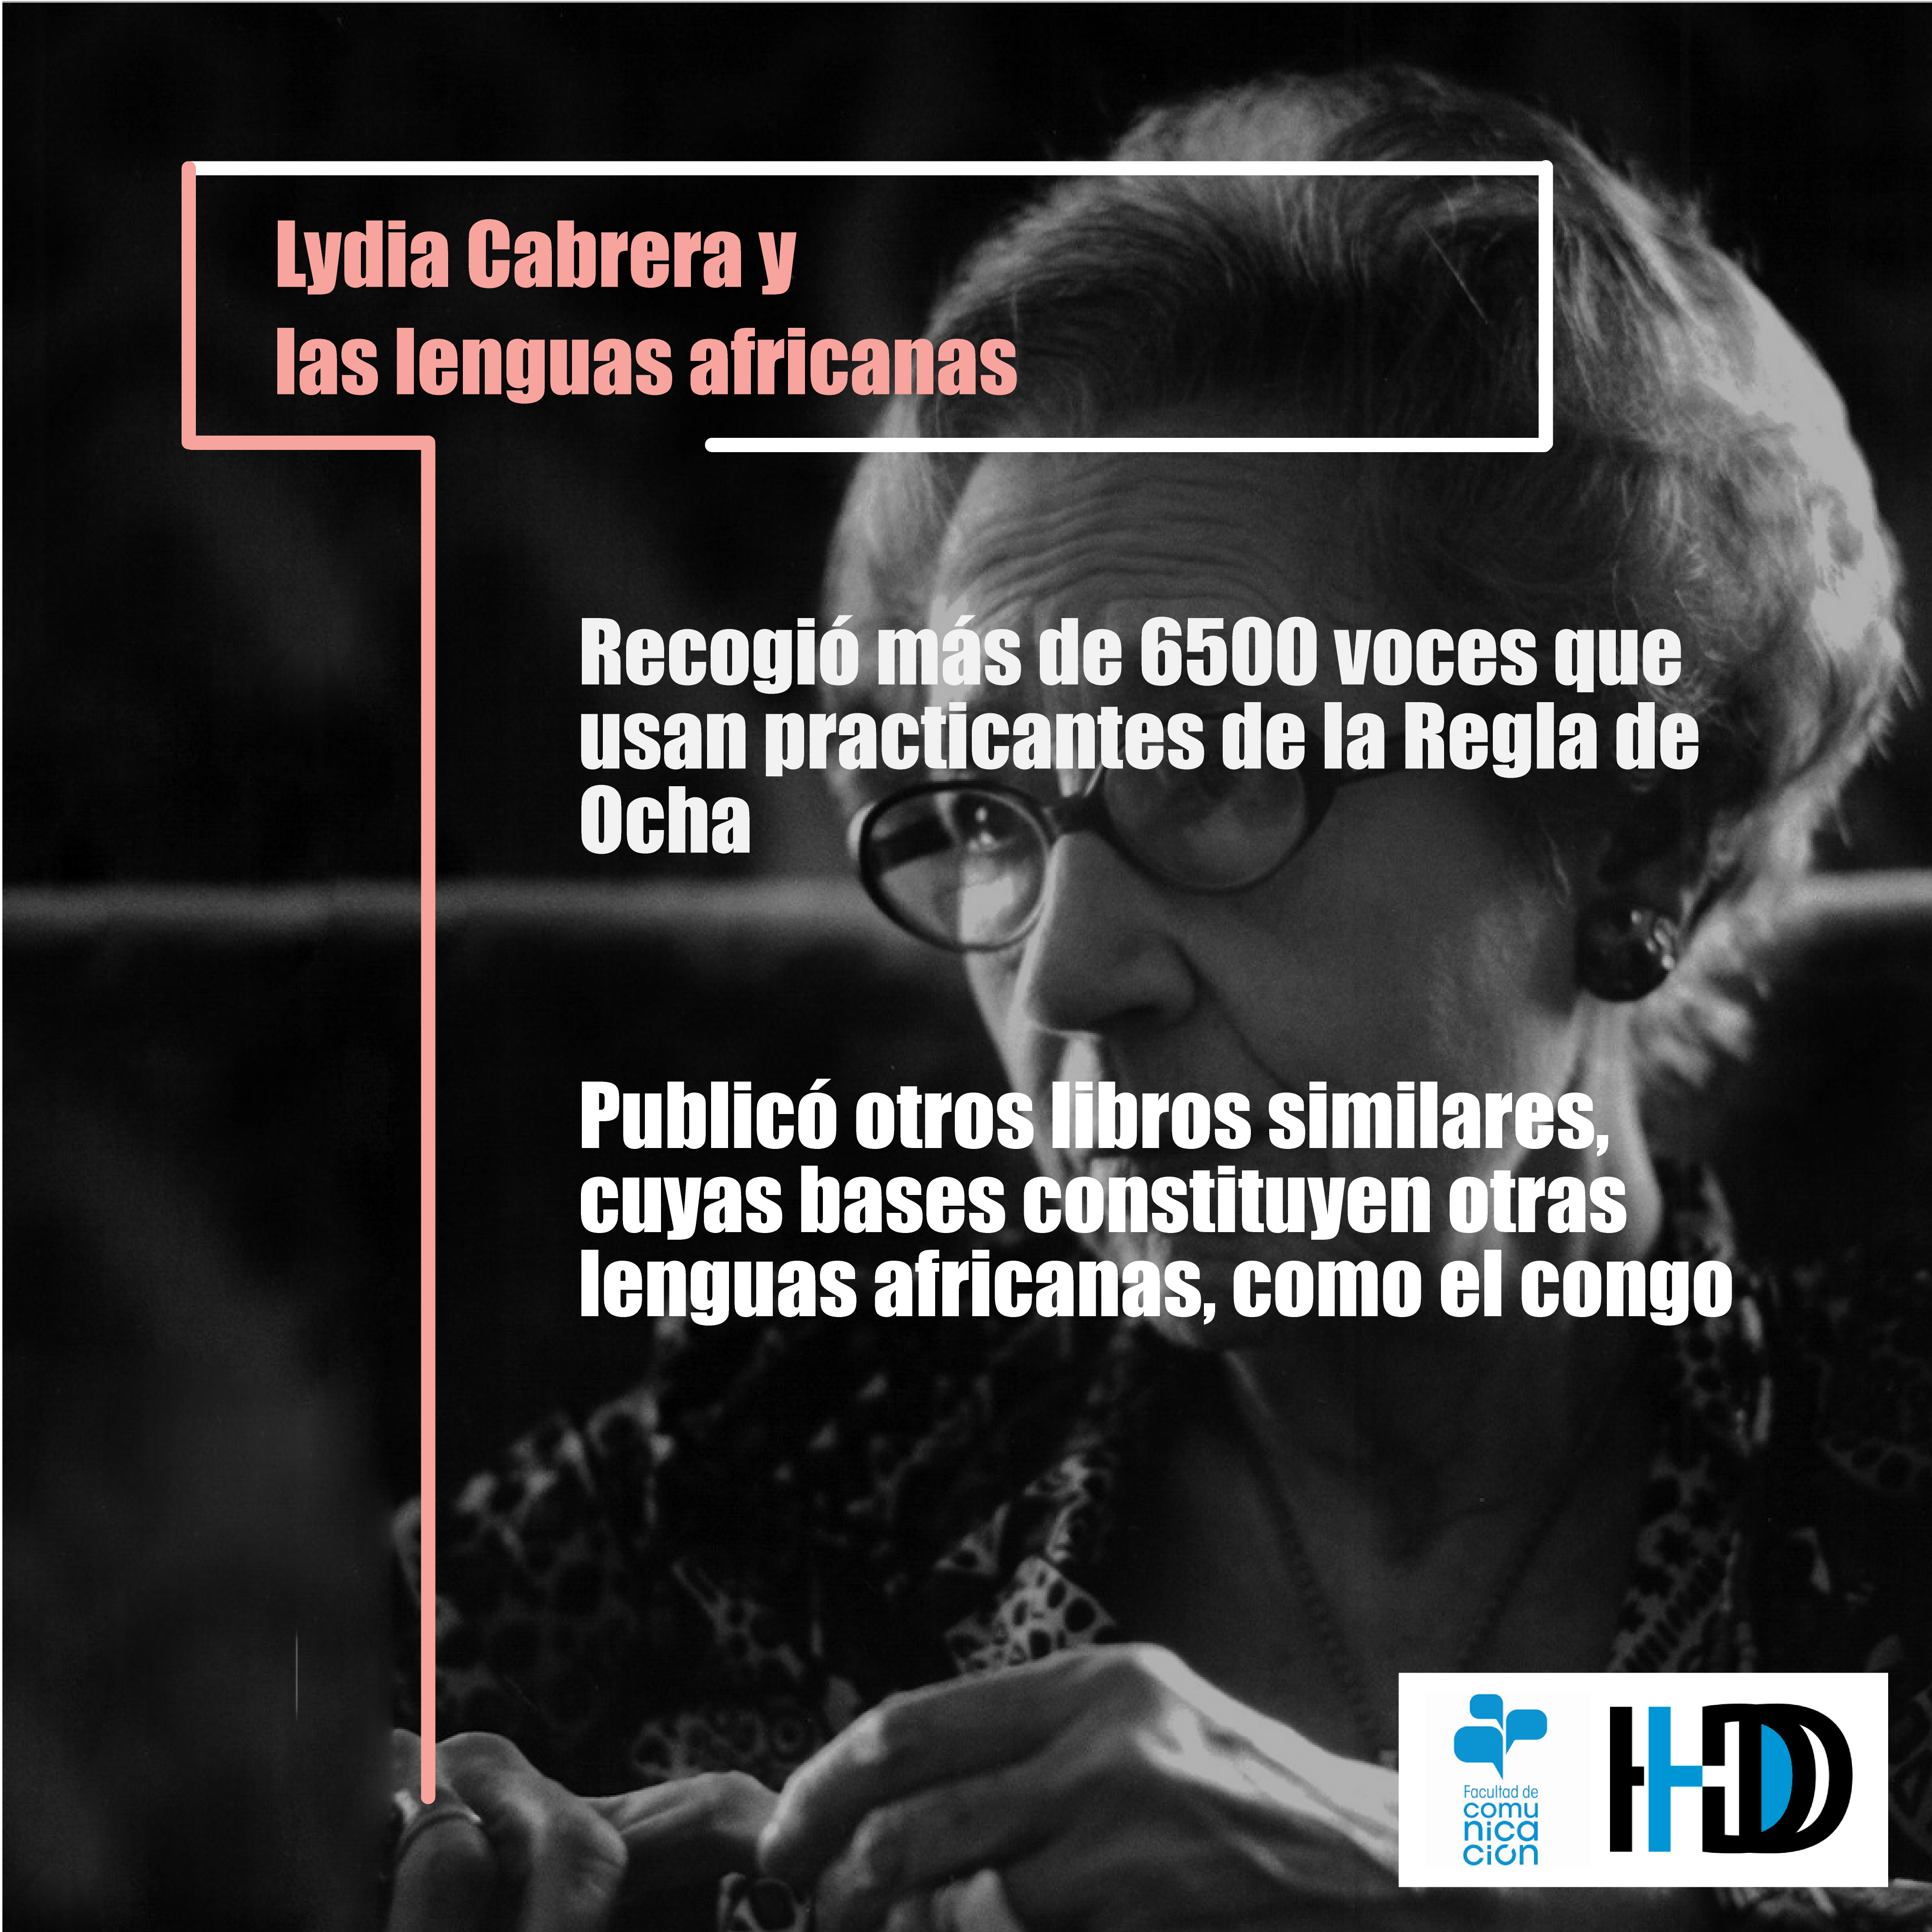 Lydia Cabrera y
las lenguas africanas
Recogió más de 6500 voces que
usan practicantes de la Regla de
Ocha
Publicó otros libros similares,
cuyas bases constituyen otras
lenguas africanas, como el congo
Facultad de
comu
nica
ción
HD